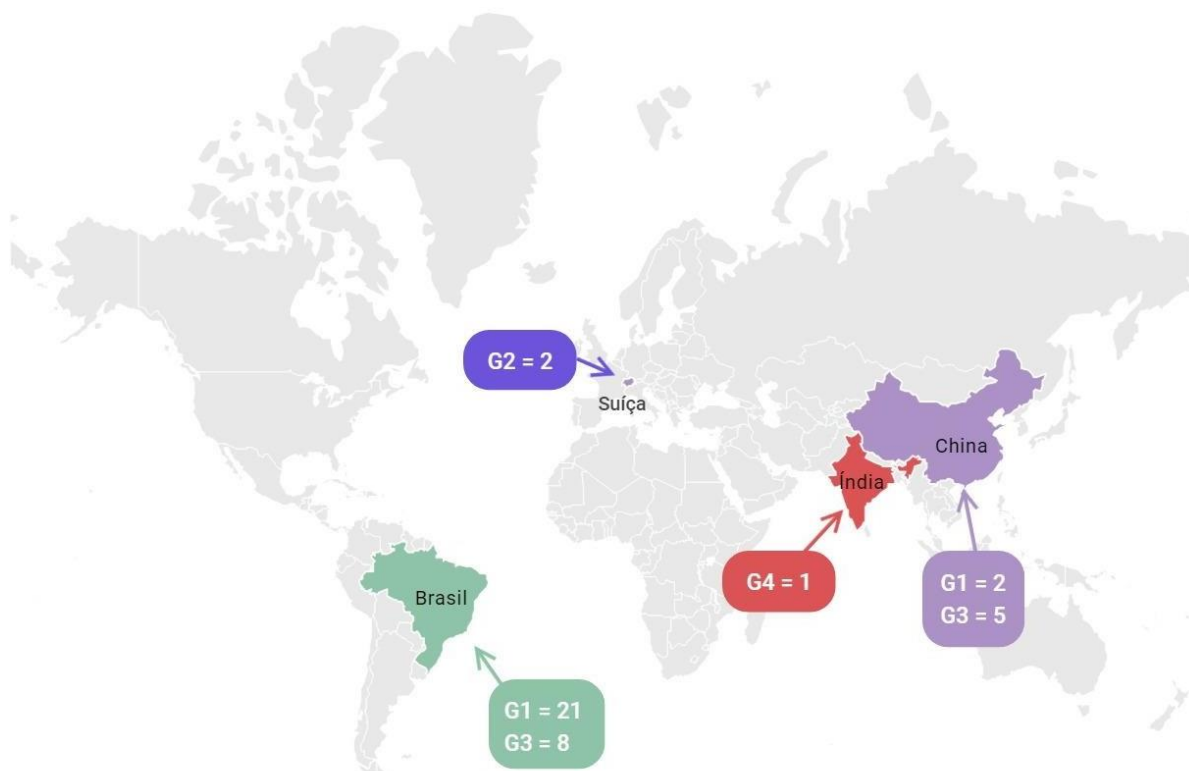 G2 = 2
Suíça
China
Índia
G4 = 1
G1 = 2
G3 = 5
Brasil
G1 = 21
G3 = 8